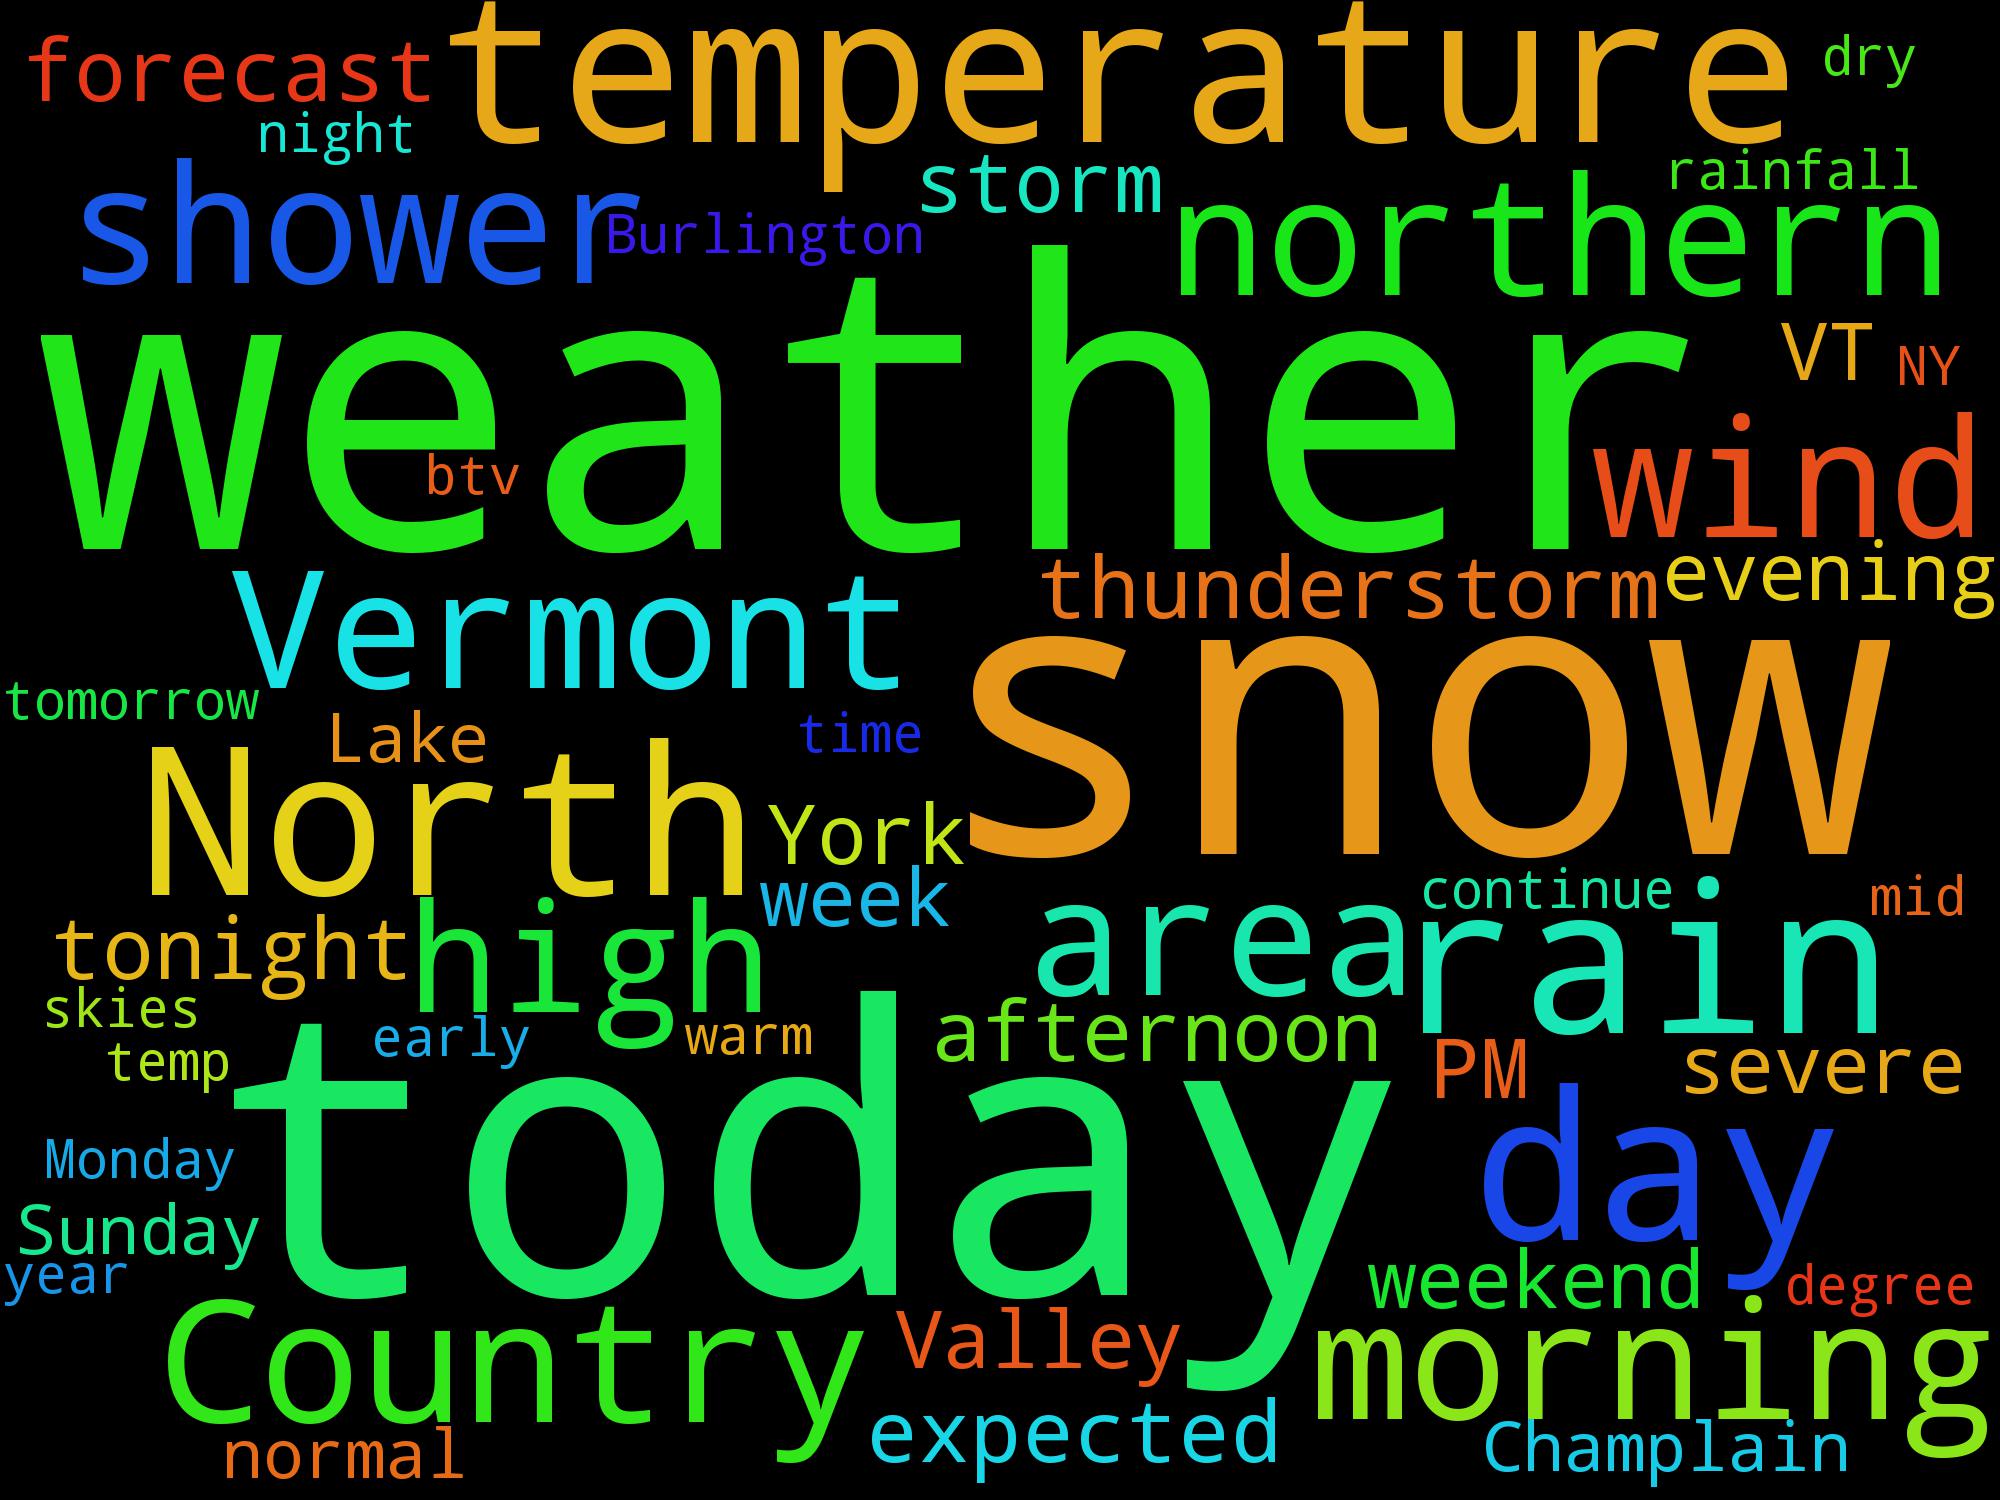 temperature
forecast
dry
night
storm
rainfall
shower
northern
Burlington
weather
VT
NY
btv
wind
thunderstorm
evening
Vermont
snow
tomorrow
Lake
time
North
York
week
continue
mid
area
rain
tonight
high
skies
early
warm
afternoon
temp
PM
severe
today
day
Monday
Sunday
year
weekend
degree
Country
Valley
morning
expected
Champlain
normal